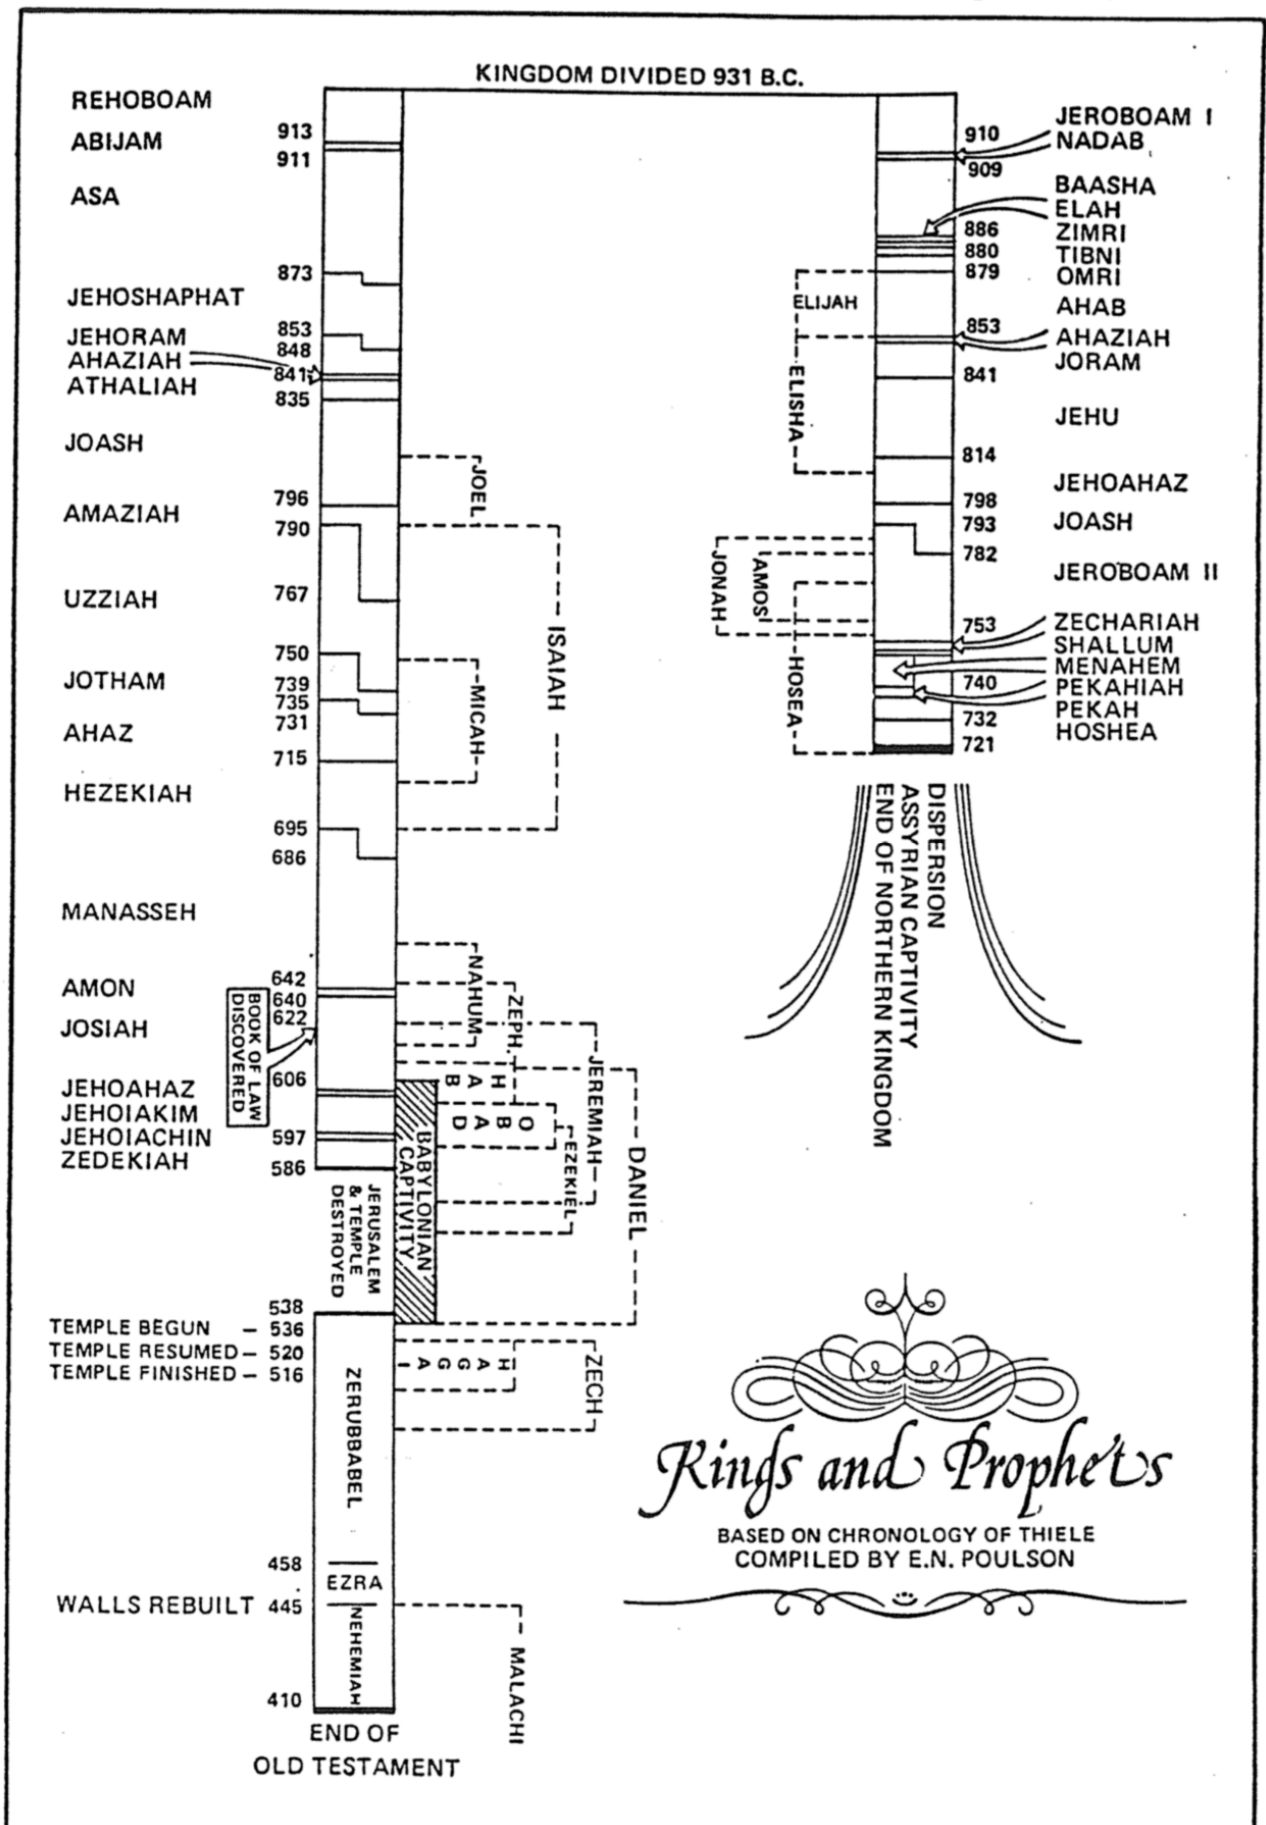 KINGDOM DIVIDED 931 B.C.
REHOBOAM
913
ABIJAM
911
ASA
873
JEHOSHAPHAT
853
JEHORAM
848
AHAZIAH
841
ATHALIAH
835
JOASH
796
AMAZIAH
790
767
UZZIAH
750
JOTHAM
739
735
731
AHAZ
715
HEZEKIAH
695
686
MANASSEH
642
AMON
640
622
JOSIAH
BOOK OF LAW
DISCOVERED
606
JEHOAHAZ
JEHOIAKIM
JEHOIACHIN
597
ZEDEKIAH
586
JOEL
ISAIAH
MICAH
NAHUM
ZEPH.
JEREMIAH
HAB
OBAD
EZEKIEL
DANIEL
BABYLONIAN
CAPTIVITY
JERUSALEM
& TEMPLE
DESTROYED
538
TEMPLE BEGUN — 536
TEMPLE RESUMED — 520
TEMPLE FINISHED — 516
HAGGAI
ZECH
ZERUBBABEL
458
EZRA
WALLS REBUILT 445
NEHEMIAH
MALACHI
410
END OF
OLD TESTAMENT
JEROBOAM I
910
NADAB
909
BAASHA
ELAH
886
ZIMRI
880
TIBNI
879
OMRI
ELIJAH
AHAB
853
AHAZIAH
JORAM
841
ELISHA
JEHU
814
JEHOAHAZ
798
793
JOASH
782
JONAH
AMOS
JEROBOAM II
753
ZECHARIAH
SHALLUM
HOSEA
MENAHEM
740
PEKAHIAH
PEKAH
732
HOSHEA
721
DISPERSION
ASSYRIAN CAPTIVITY
END OF NORTHERN KINGDOM
Kings and Prophets
BASED ON CHRONOLOGY OF THIELE
COMPILED BY E.N. POULSON